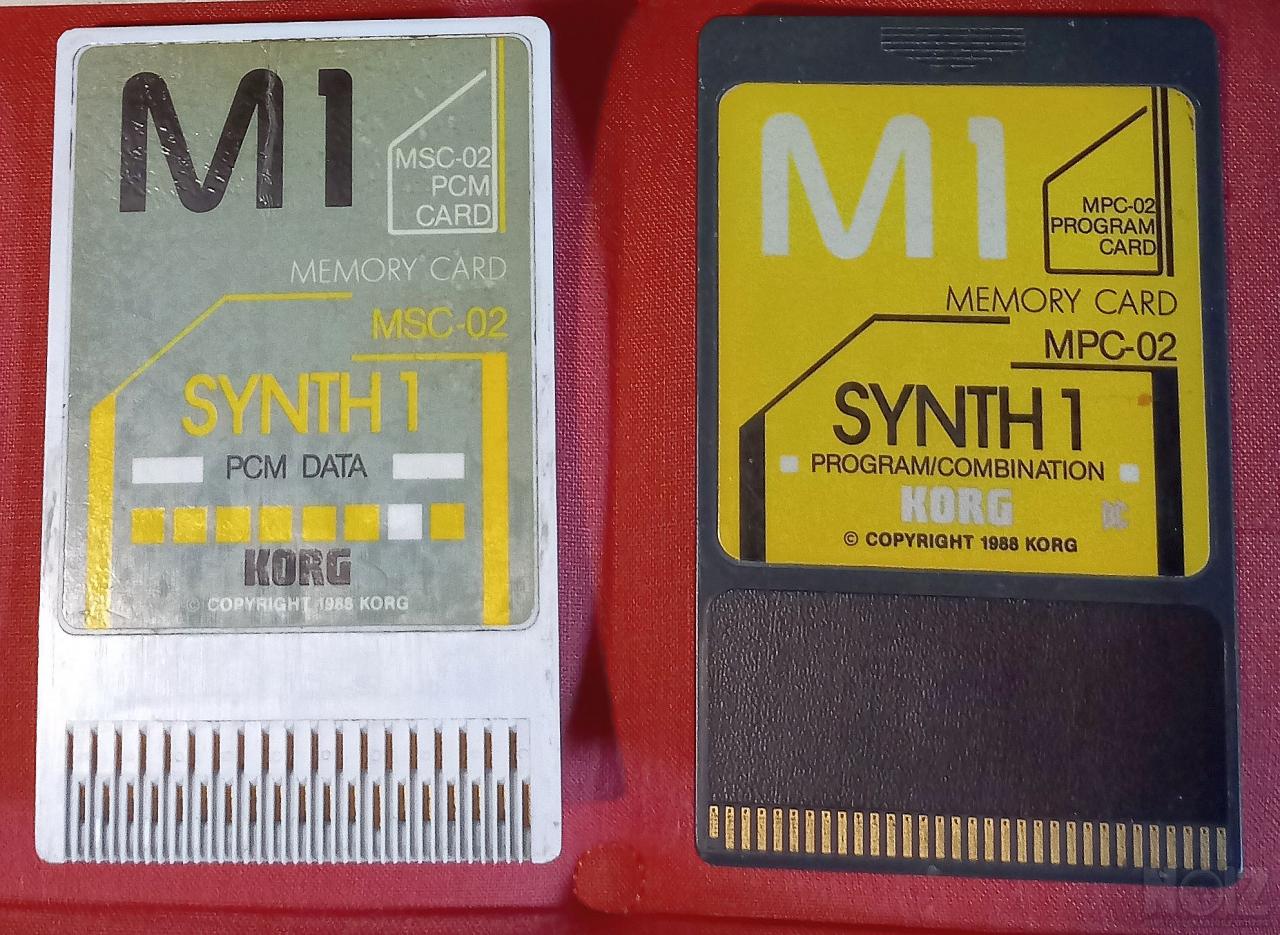 M1
MSC-02
PCM
CARD
MEMORY CARD
MSC-02
SYNTH 1
PCM DATA
KORG
© COPYRIGHT 1988 KORG
M1
MPC-02
PROGRAM
CARD
MEMORY CARD
MPC-02
SYNTH 1
PROGRAM/COMBINATION
KORG
© COPYRIGHT 1988 KORG
NOIZ